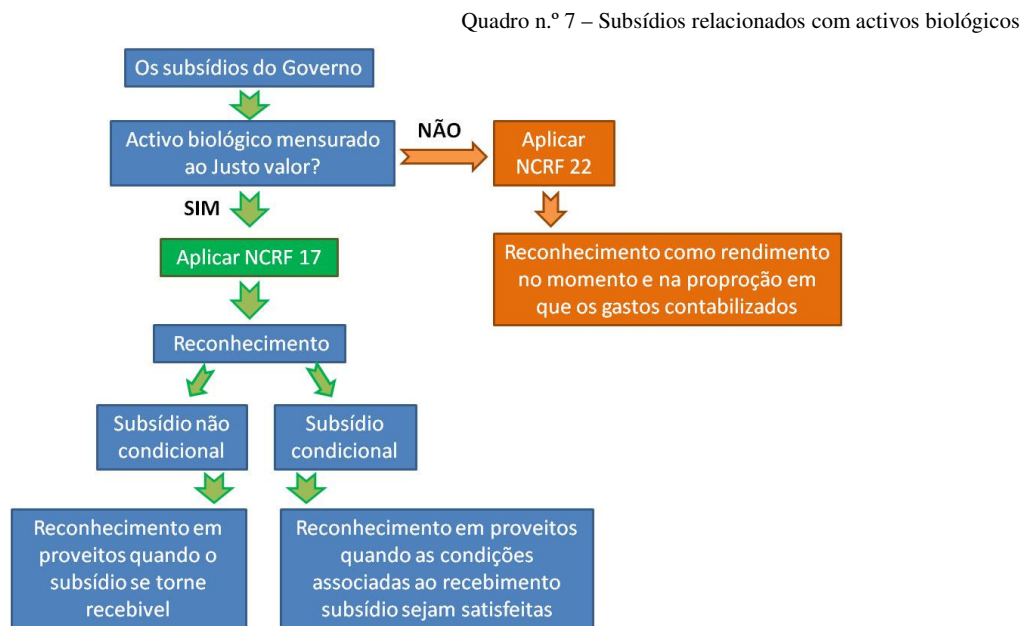 Quadro n.º 7 – Subsídios relacionados com activos biológicos
Os subsídios do Governo
Activo biológico mensurado
ao Justo valor?
NÃO
Aplicar
NCRF 22
SIM
Aplicar NCRF 17
Reconhecimento como rendimento
no momento e na proproção em
que os gastos contabilizados
Reconhecimento
Subsídio não
condicional
Subsídio
condicional
Reconhecimento em
proveitos quando o
subsídio se torne
recebivel
Reconhecimento em proveitos
quando as condições
associadas ao recebimento
subsídio sejam satisfeitas